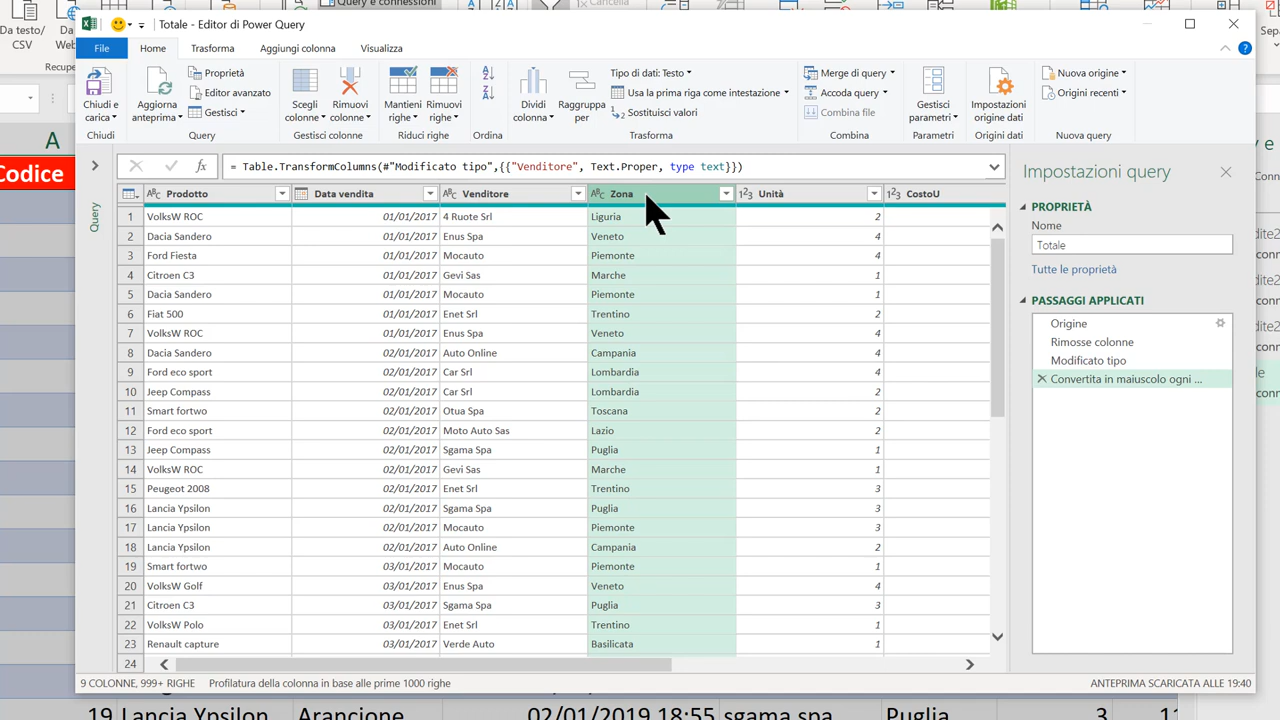 Query e connessioni
Cancella
Da testo/
CSV
Da
Web
Recupe
Codice
Totale - Editor di Power Query
File
Home
Trasforma
Aggiungi colonna
Visualizza
Chiudi e
carica
Chiudi
Aggiorna
anteprima
Proprietà
Editor avanzato
Gestisci
Query
Scegli
colonne
Rimuovi
colonne
Gestisci colonne
Mantieni
righe
Rimuovi
righe
Riduci righe
Ordina
Dividi
colonna
Raggruppa
per
Tipo di dati: Testo
Usa la prima riga come intestazione
Sostituisci valori
Trasforma
Merge di query
Accoda query
Combina file
Combina
Gestisci
parametri
Parametri
Impostazioni
origine dati
Origini dati
Nuova origine
Origini recenti
Nuova query
= Table.TransformColumns(#"Modificato tipo",{{"Venditore", Text.Proper, type text}})
Query
Prodotto Data vendita Venditore Zona Unità CostoU
1 VolksW ROC 01/01/2017 4 Ruote Srl Liguria 2
2 Dacia Sandero 01/01/2017 Enus Spa Veneto 4
3 Ford Fiesta 01/01/2017 Mocauto Piemonte 4
4 Citroen C3 01/01/2017 Gevi Sas Marche 1
5 Dacia Sandero 01/01/2017 Mocauto Piemonte 1
6 Fiat 500 01/01/2017 Enet Srl Trentino 2
7 VolksW ROC 01/01/2017 Enus Spa Veneto 4
8 Dacia Sandero 02/01/2017 Auto Online Campania 4
9 Ford eco sport 02/01/2017 Car Srl Lombardia 4
10 Jeep Compass 02/01/2017 Car Srl Lombardia 2
11 Smart fortwo 02/01/2017 Otua Spa Toscana 2
12 Ford eco sport 02/01/2017 Moto Auto Sas Lazio 2
13 Jeep Compass 02/01/2017 Sgama Spa Puglia 1
14 VolksW ROC 02/01/2017 Gevi Sas Marche 1
15 Peugeot 2008 02/01/2017 Enet Srl Trentino 3
16 Lancia Ypsilon 02/01/2017 Sgama Spa Puglia 3
17 Lancia Ypsilon 02/01/2017 Mocauto Piemonte 3
18 Lancia Ypsilon 02/01/2017 Auto Online Campania 2
19 Smart fortwo 03/01/2017 Mocauto Piemonte 1
20 VolksW Golf 03/01/2017 Enus Spa Veneto 4
21 Citroen C3 03/01/2017 Sgama Spa Puglia 3
22 VolksW Polo 03/01/2017 Enet Srl Trentino 1
23 Renault capture 03/01/2017 Verde Auto Basilicata 1
24
Impostazioni query
PROPRIETÀ
Nome
Totale
Tutte le proprietà
PASSAGGI APPLICATI
Origine
Rimosse colonne
Modificato tipo
Convertita in maiuscolo ogni ...
9 COLONNE, 999+ RIGHE
Profilatura della colonna in base alle prime 1000 righe
ANTEPRIMA SCARICATA ALLE 19:40
19 Lancia Ypsilon Arancione 02/01/2019 18:55 sgama spa Puglia 3